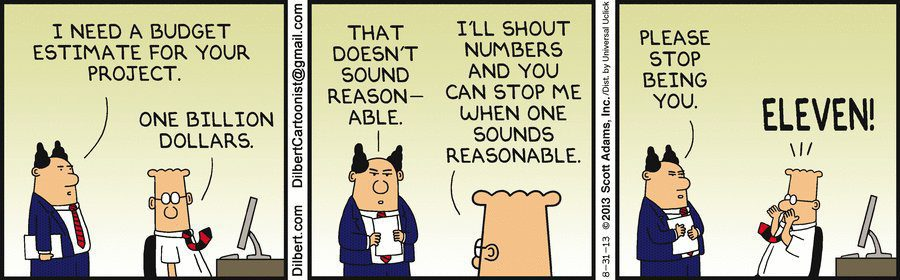 I NEED A BUDGET
ESTIMATE FOR YOUR
PROJECT.
ONE BILLION
DOLLARS.
Dilbert.com DilbertCartoonist@gmail.com
THAT
DOESN'T
SOUND
REASON—
ABLE.
I'LL SHOUT
NUMBERS
AND YOU
CAN STOP ME
WHEN ONE
SOUNDS
REASONABLE.
8-31-13 ©2013 Scott Adams, Inc. /Dist. by Universal Uclick
PLEASE
STOP
BEING
YOU.
ELEVEN!